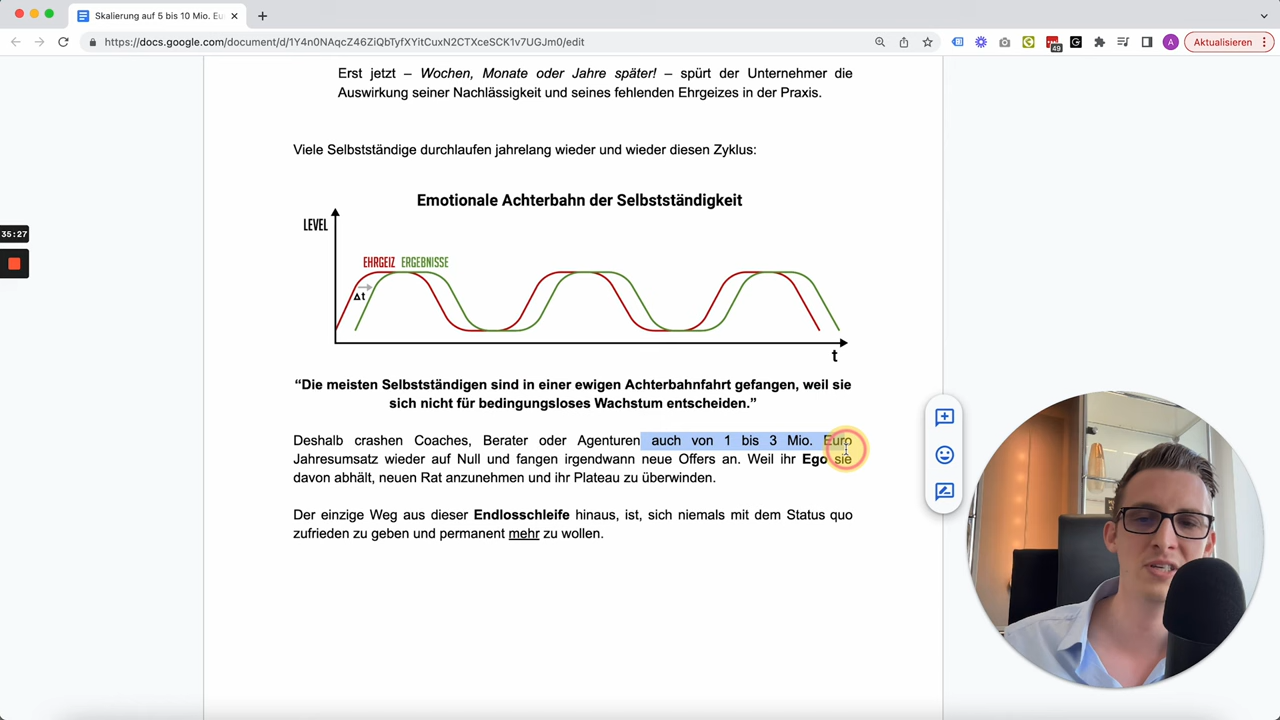 Skalierung auf 5 bis 10 Mio. Eu
https://docs.google.com/document/d/1Y4n0NAqcZ46ZiQbTyfXYitCuxN2CTXceSCK1v7UGJm0/edit
49
A
Aktualisieren
Erst jetzt – Wochen, Monate oder Jahre später! – spürt der Unternehmer die
Auswirkung seiner Nachlässigkeit und seines fehlenden Ehrgeizes in der Praxis.
Viele Selbstständige durchlaufen jahrelang wieder und wieder diesen Zyklus:
Emotionale Achterbahn der Selbstständigkeit
LEVEL
35:27
EHRGEIZ ERGEBNISSE
Δt
t
“Die meisten Selbstständigen sind in einer ewigen Achterbahnfahrt gefangen, weil sie
sich nicht für bedingungsloses Wachstum entscheiden.”
Deshalb crashen Coaches, Berater oder Agenturen auch von 1 bis 3 Mio. Euro
Jahresumsatz wieder auf Null und fangen irgendwann neue Offers an. Weil ihr Ego sie
davon abhält, neuen Rat anzunehmen und ihr Plateau zu überwinden.
Der einzige Weg aus dieser Endlosschleife hinaus, ist, sich niemals mit dem Status quo
zufrieden zu geben und permanent mehr zu wollen.